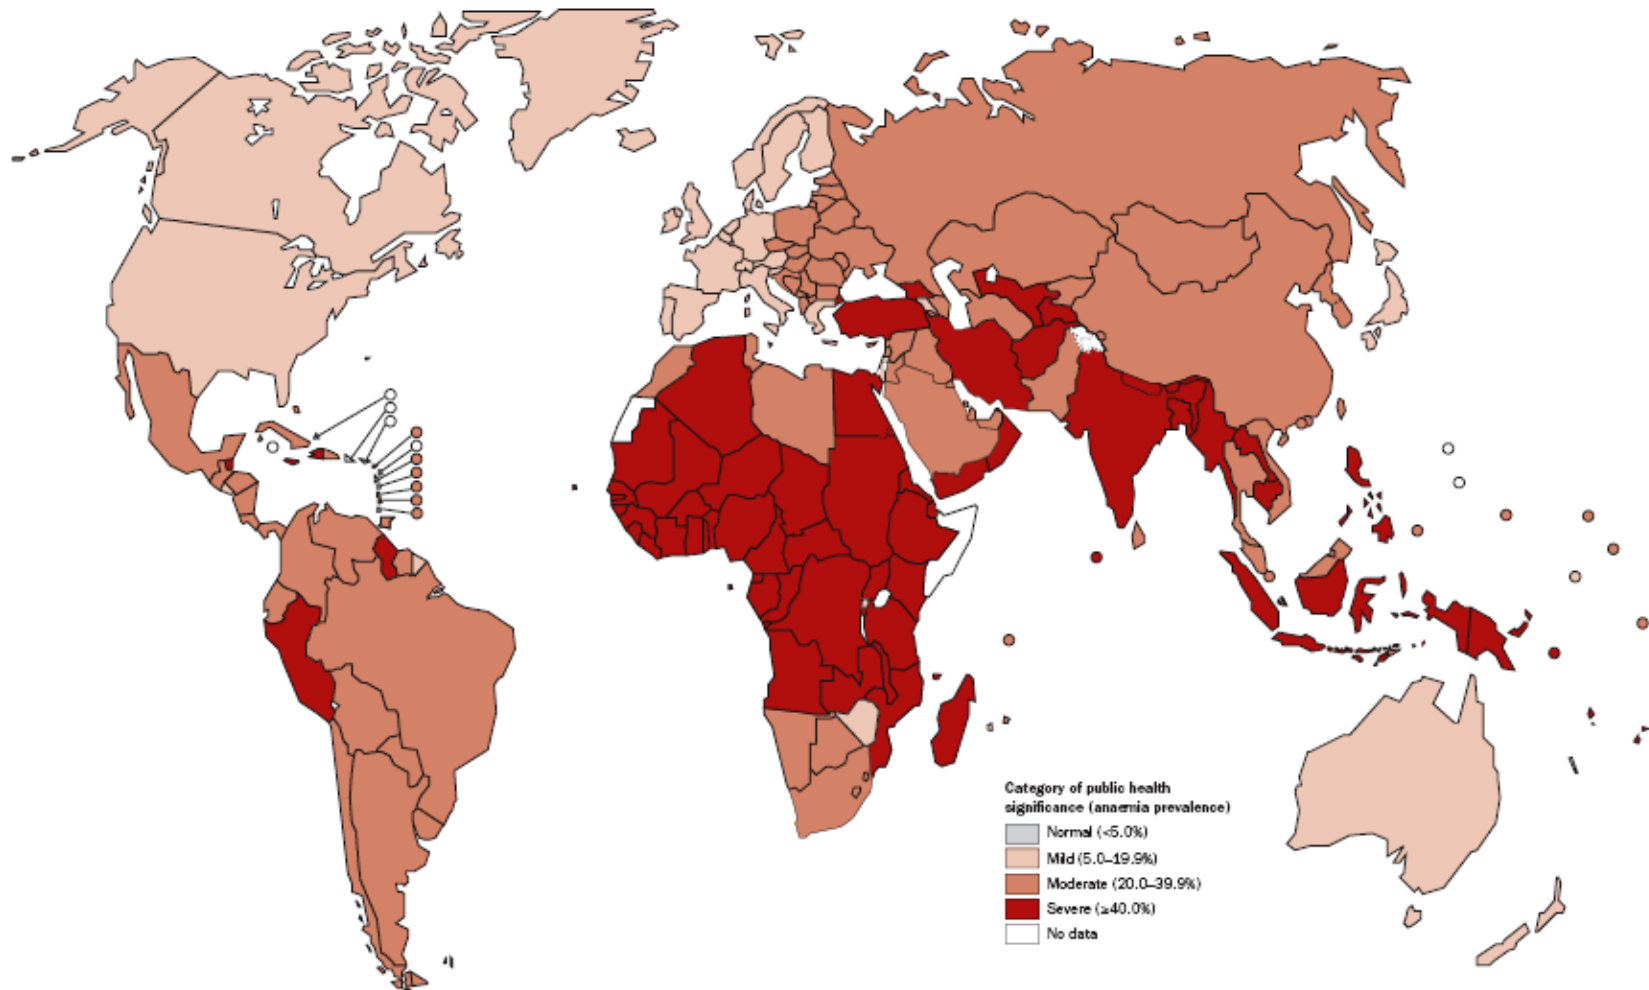 Category of public health
significance (anaemia prevalence)
Normal (<5.0%)
Mild (5.0–19.9%)
Moderate (20.0–39.9%)
Severe (≥40.0%)
No data